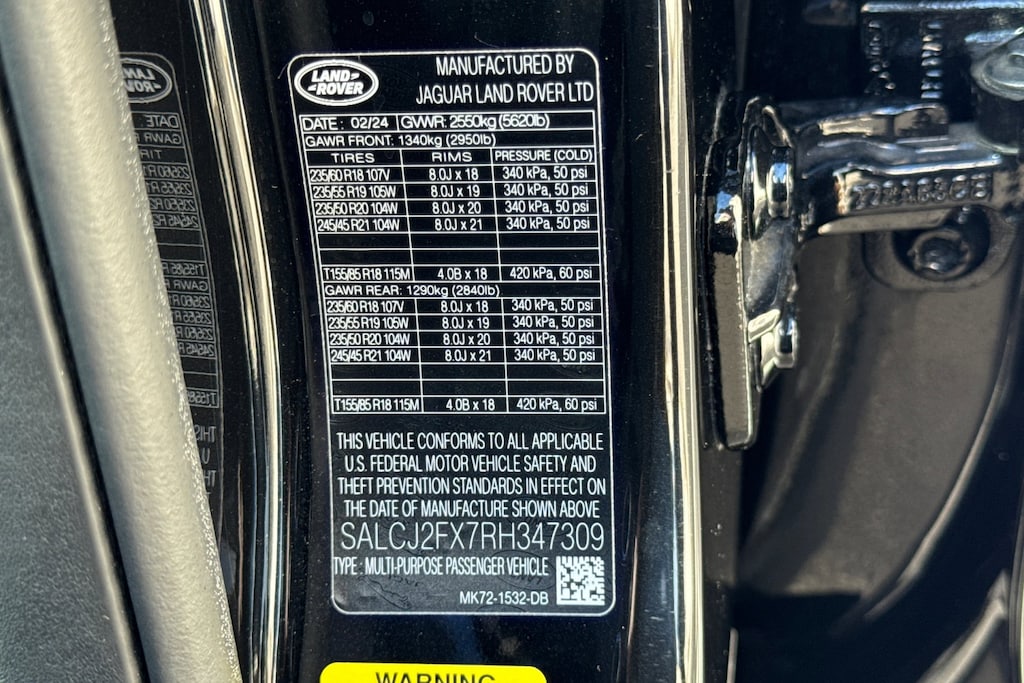 LAND-
-ROVER
MANUFACTURED BY
JAGUAR LAND ROVER LTD
DATE : 02/24 GVWR: 2550kg (5620lb)
GAWR FRONT: 1340kg (2950lb)
TIRES RIMS PRESSURE (COLD)
235/60 R18 107V 8.0J x 18 340 kPa, 50 psi
235/55 R19 105W 8.0J x 19 340 kPa, 50 psi
235/50 R20 104W 8.0J x 20 340 kPa, 50 psi
245/45 R21 104W 8.0J x 21 340 kPa, 50 psi
T155/85 R18 115M 4.0B x 18 420 kPa, 60 psi
GAWR REAR: 1290kg (2840lb)
235/60 R18 107V 8.0J x 18 340 kPa, 50 psi
235/55 R19 105W 8.0J x 19 340 kPa, 50 psi
235/50 R20 104W 8.0J x 20 340 kPa, 50 psi
245/45 R21 104W 8.0J x 21 340 kPa, 50 psi
T155/85 R18 115M 4.0B x 18 420 kPa, 60 psi
THIS VEHICLE CONFORMS TO ALL APPLICABLE
U.S. FEDERAL MOTOR VEHICLE SAFETY AND
THEFT PREVENTION STANDARDS IN EFFECT ON
THE DATE OF MANUFACTURE SHOWN ABOVE
SALCJ2FX7RH347309
TYPE : MULTI-PURPOSE PASSENGER VEHICLE
MK72-1532-DB
WARNING